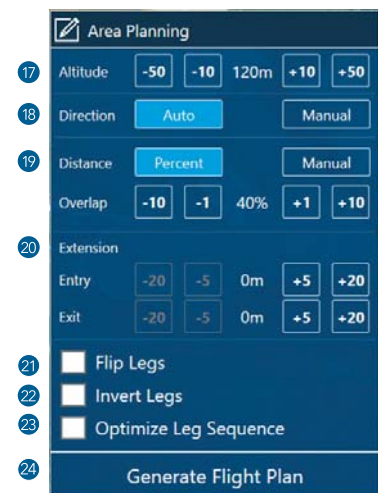 Area Planning
17 Altitude -50 -10 120m +10 +50
18 Direction Auto Manual
19 Distance Percent Manual
Overlap -10 -1 40% +1 +10
20 Extension
Entry -20 -5 0m +5 +20
Exit -20 -5 0m +5 +20
21 Flip Legs
22 Invert Legs
23 Optimize Leg Sequence
24 Generate Flight Plan